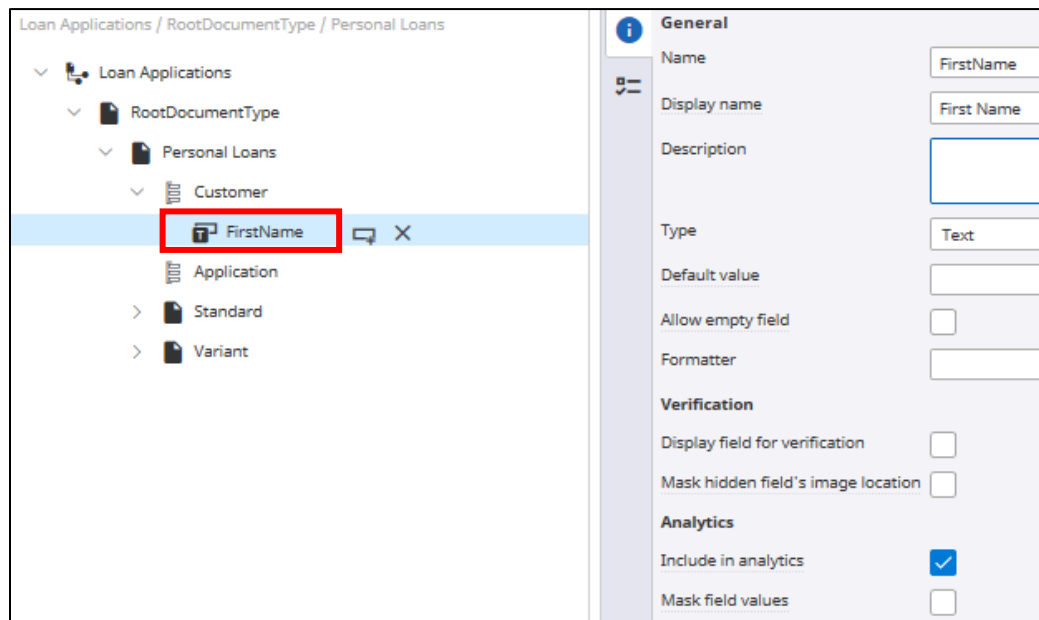 Loan Applications / RootDocumentType / Personal Loans
Loan Applications
RootDocumentType
Personal Loans
Customer
FirstName
Application
Standard
Variant
General
Name
FirstName
Display name
First Name
Description
Type
Text
Default value
Allow empty field
Formatter
Verification
Display field for verification
Mask hidden field's image location
Analytics
Include in analytics
Mask field values